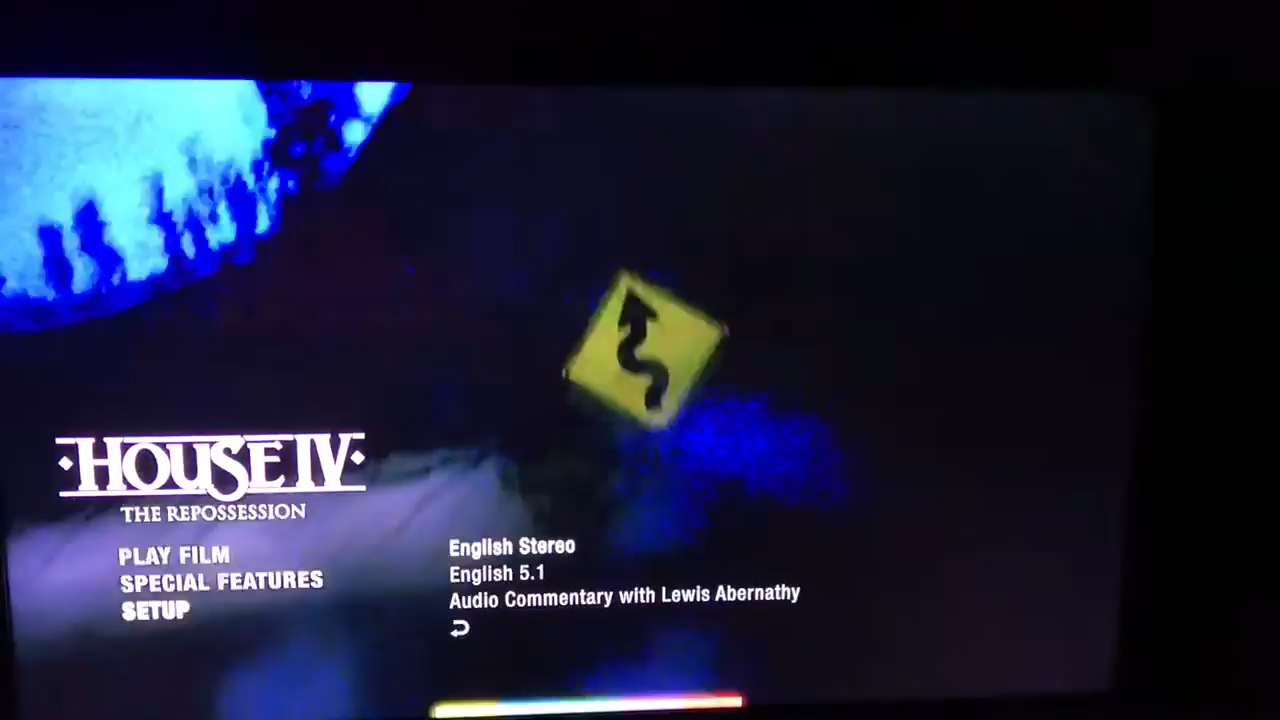 HOUSE IV
THE REPOSSESSION
PLAY FILM
SPECIAL FEATURES
SETUP
English Stereo
English 5.1
Audio Commentary with Lewis Abernathy